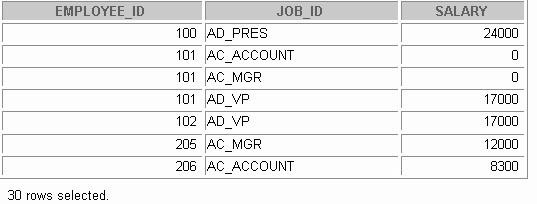 EMPLOYEE_ID JOB_ID SALARY
100 AD_PRES 24000
101 AC_ACCOUNT 0
101 AC_MGR 0
101 AD_VP 17000
102 AD_VP 17000
205 AC_MGR 12000
206 AC_ACCOUNT 8300
30 rows selected.